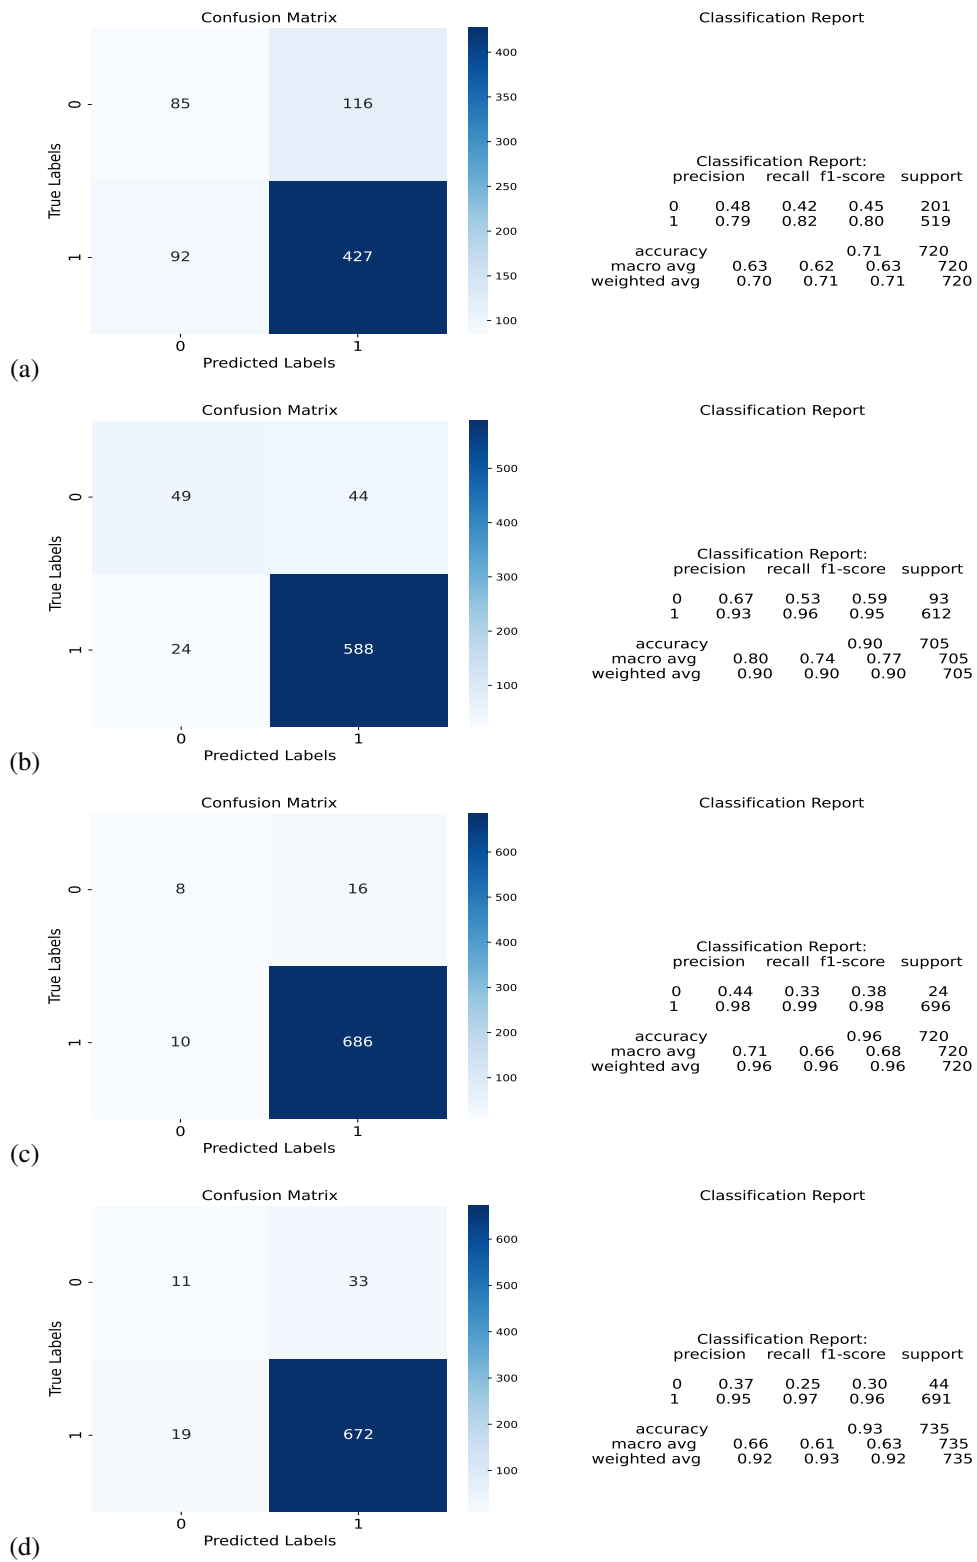 Confusion Matrix
400
350
300
250
200
150
100
0
1
True Labels
85 116
92 427
0 1
Predicted Labels
Classification Report
Classification Report:
precision recall f1-score support
0 0.48 0.42 0.45 201
1 0.79 0.82 0.80 519
accuracy 0.71 720
macro avg 0.63 0.62 0.63 720
weighted avg 0.70 0.71 0.71 720
(a)
Confusion Matrix
500
400
300
200
100
0
1
True Labels
49 44
24 588
0 1
Predicted Labels
Classification Report
Classification Report:
precision recall f1-score support
0 0.67 0.53 0.59 93
1 0.93 0.96 0.95 612
accuracy 0.90 705
macro avg 0.80 0.74 0.77 705
weighted avg 0.90 0.90 0.90 705
(b)
Confusion Matrix
600
500
400
300
200
100
0
1
True Labels
8 16
10 686
0 1
Predicted Labels
Classification Report
Classification Report:
precision recall f1-score support
0 0.44 0.33 0.38 24
1 0.98 0.99 0.98 696
accuracy 0.96 720
macro avg 0.71 0.66 0.68 720
weighted avg 0.96 0.96 0.96 720
(c)
Confusion Matrix
600
500
400
300
200
100
0
1
True Labels
11 33
19 672
0 1
Predicted Labels
Classification Report
Classification Report:
precision recall f1-score support
0 0.37 0.25 0.30 44
1 0.95 0.97 0.96 691
accuracy 0.93 735
macro avg 0.66 0.61 0.63 735
weighted avg 0.92 0.93 0.92 735
(d)